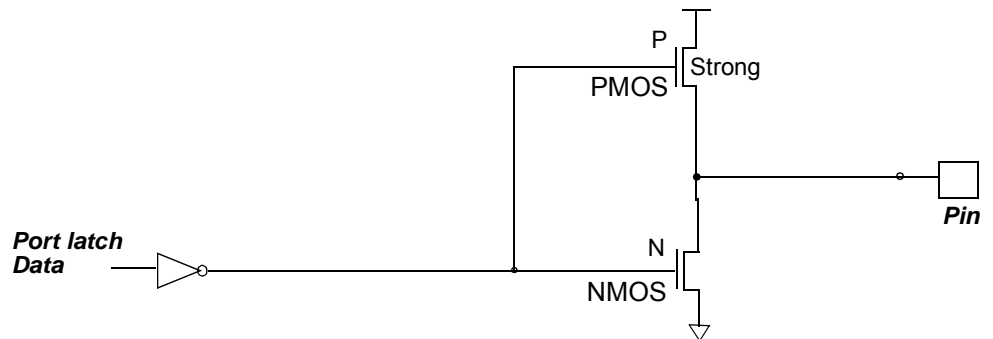 P
Strong
PMOS
Pin
Port latch
Data
N
NMOS